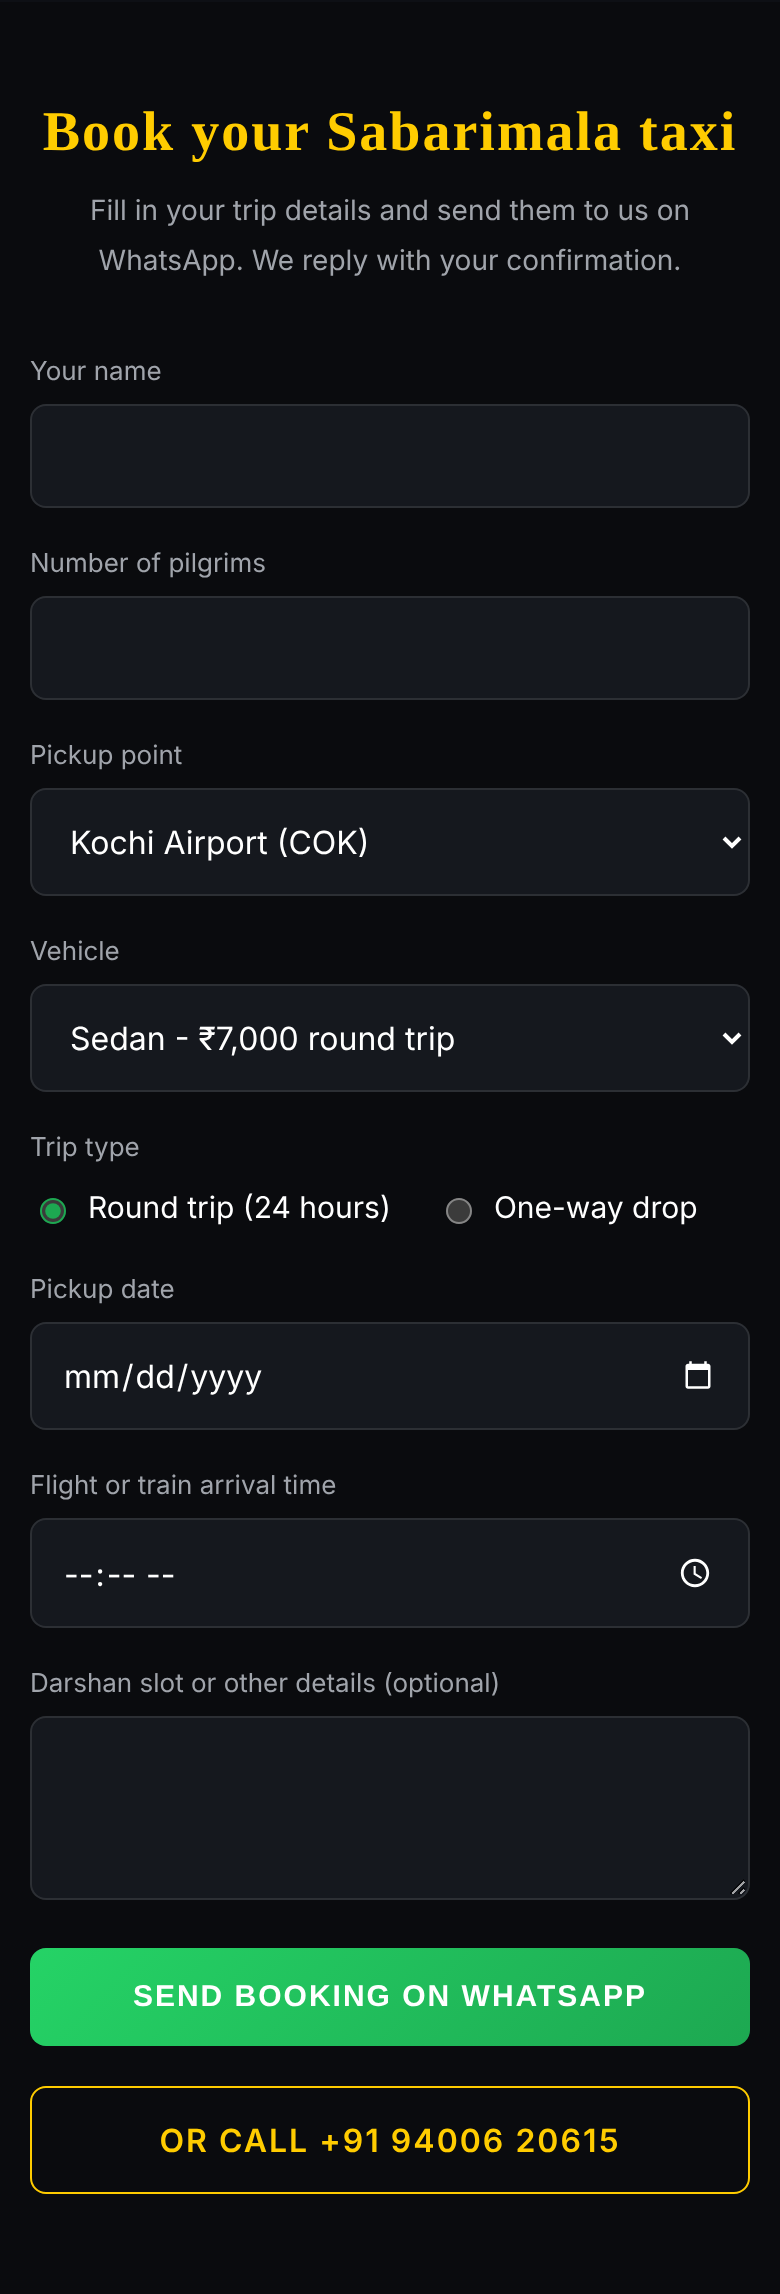 Book your Sabarimala taxi
Fill in your trip details and send them to us on
WhatsApp. We reply with your confirmation.
Your name
Number of pilgrims
Pickup point
Kochi Airport (COK)
Vehicle
Sedan - ₹7,000 round trip
Trip type
Round trip (24 hours) One-way drop
Pickup date
mm/dd/yyyy
Flight or train arrival time
--:-- --
Darshan slot or other details (optional)
SEND BOOKING ON WHATSAPP
OR CALL +91 94006 20615